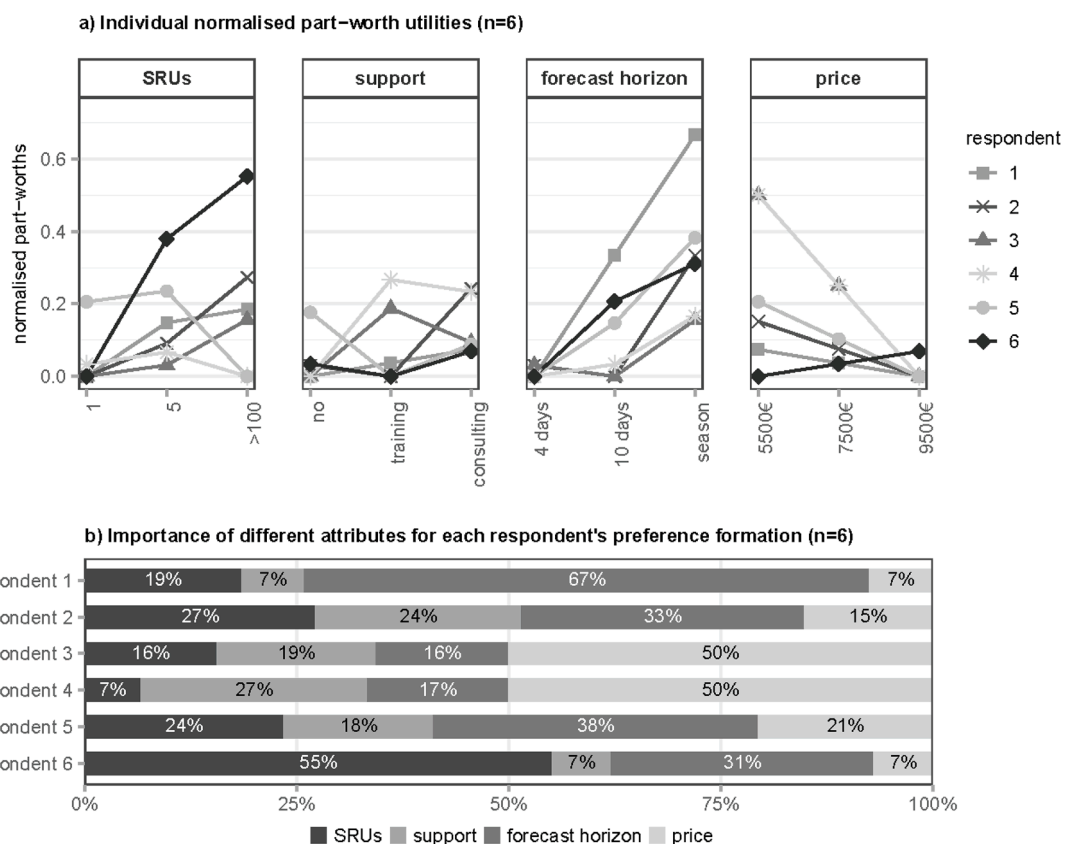 a) Individual normalised part−worth utilities (n=6)
SRUs support forecast horizon price
normalised part−worths
0.6
0.4
0.2
0.0
1 5 >100 no training consulting 4 days 10 days season 5500€ 7500€ 9500€
respondent
1
2
3
4
5
6
b) Importance of different attributes for each respondent's preference formation (n=6)
ondent 1 19% 7% 67% 7%
ondent 2 27% 24% 33% 15%
ondent 3 16% 19% 16% 50%
ondent 4 7% 27% 17% 50%
ondent 5 24% 18% 38% 21%
ondent 6 55% 7% 31% 7%
0% 25% 50% 75% 100%
SRUs support forecast horizon price